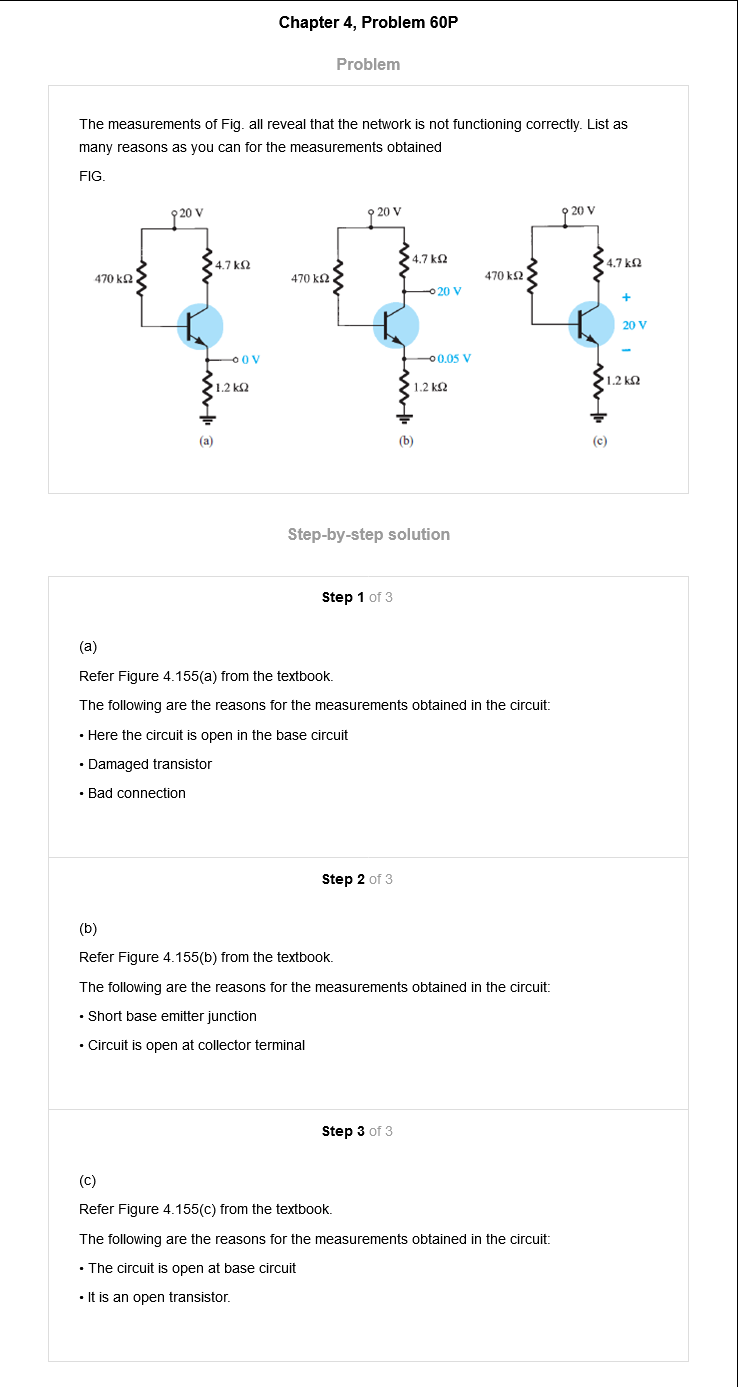 Chapter 4, Problem 60P
Problem
The measurements of Fig. all reveal that the network is not functioning correctly. List as
many reasons as you can for the measurements obtained
FIG.
20 V
4.7 kΩ
470 kΩ
0 V
1.2 kΩ
(a)
20 V
4.7 kΩ
470 kΩ
20 V
0.05 V
1.2 kΩ
(b)
20 V
4.7 kΩ
470 kΩ
+
20 V
−
1.2 kΩ
(c)
Step-by-step solution
Step 1 of 3
(a)
Refer Figure 4.155(a) from the textbook.
The following are the reasons for the measurements obtained in the circuit:
• Here the circuit is open in the base circuit
• Damaged transistor
• Bad connection
Step 2 of 3
(b)
Refer Figure 4.155(b) from the textbook.
The following are the reasons for the measurements obtained in the circuit:
• Short base emitter junction
• Circuit is open at collector terminal
Step 3 of 3
(c)
Refer Figure 4.155(c) from the textbook.
The following are the reasons for the measurements obtained in the circuit:
• The circuit is open at base circuit
• It is an open transistor.